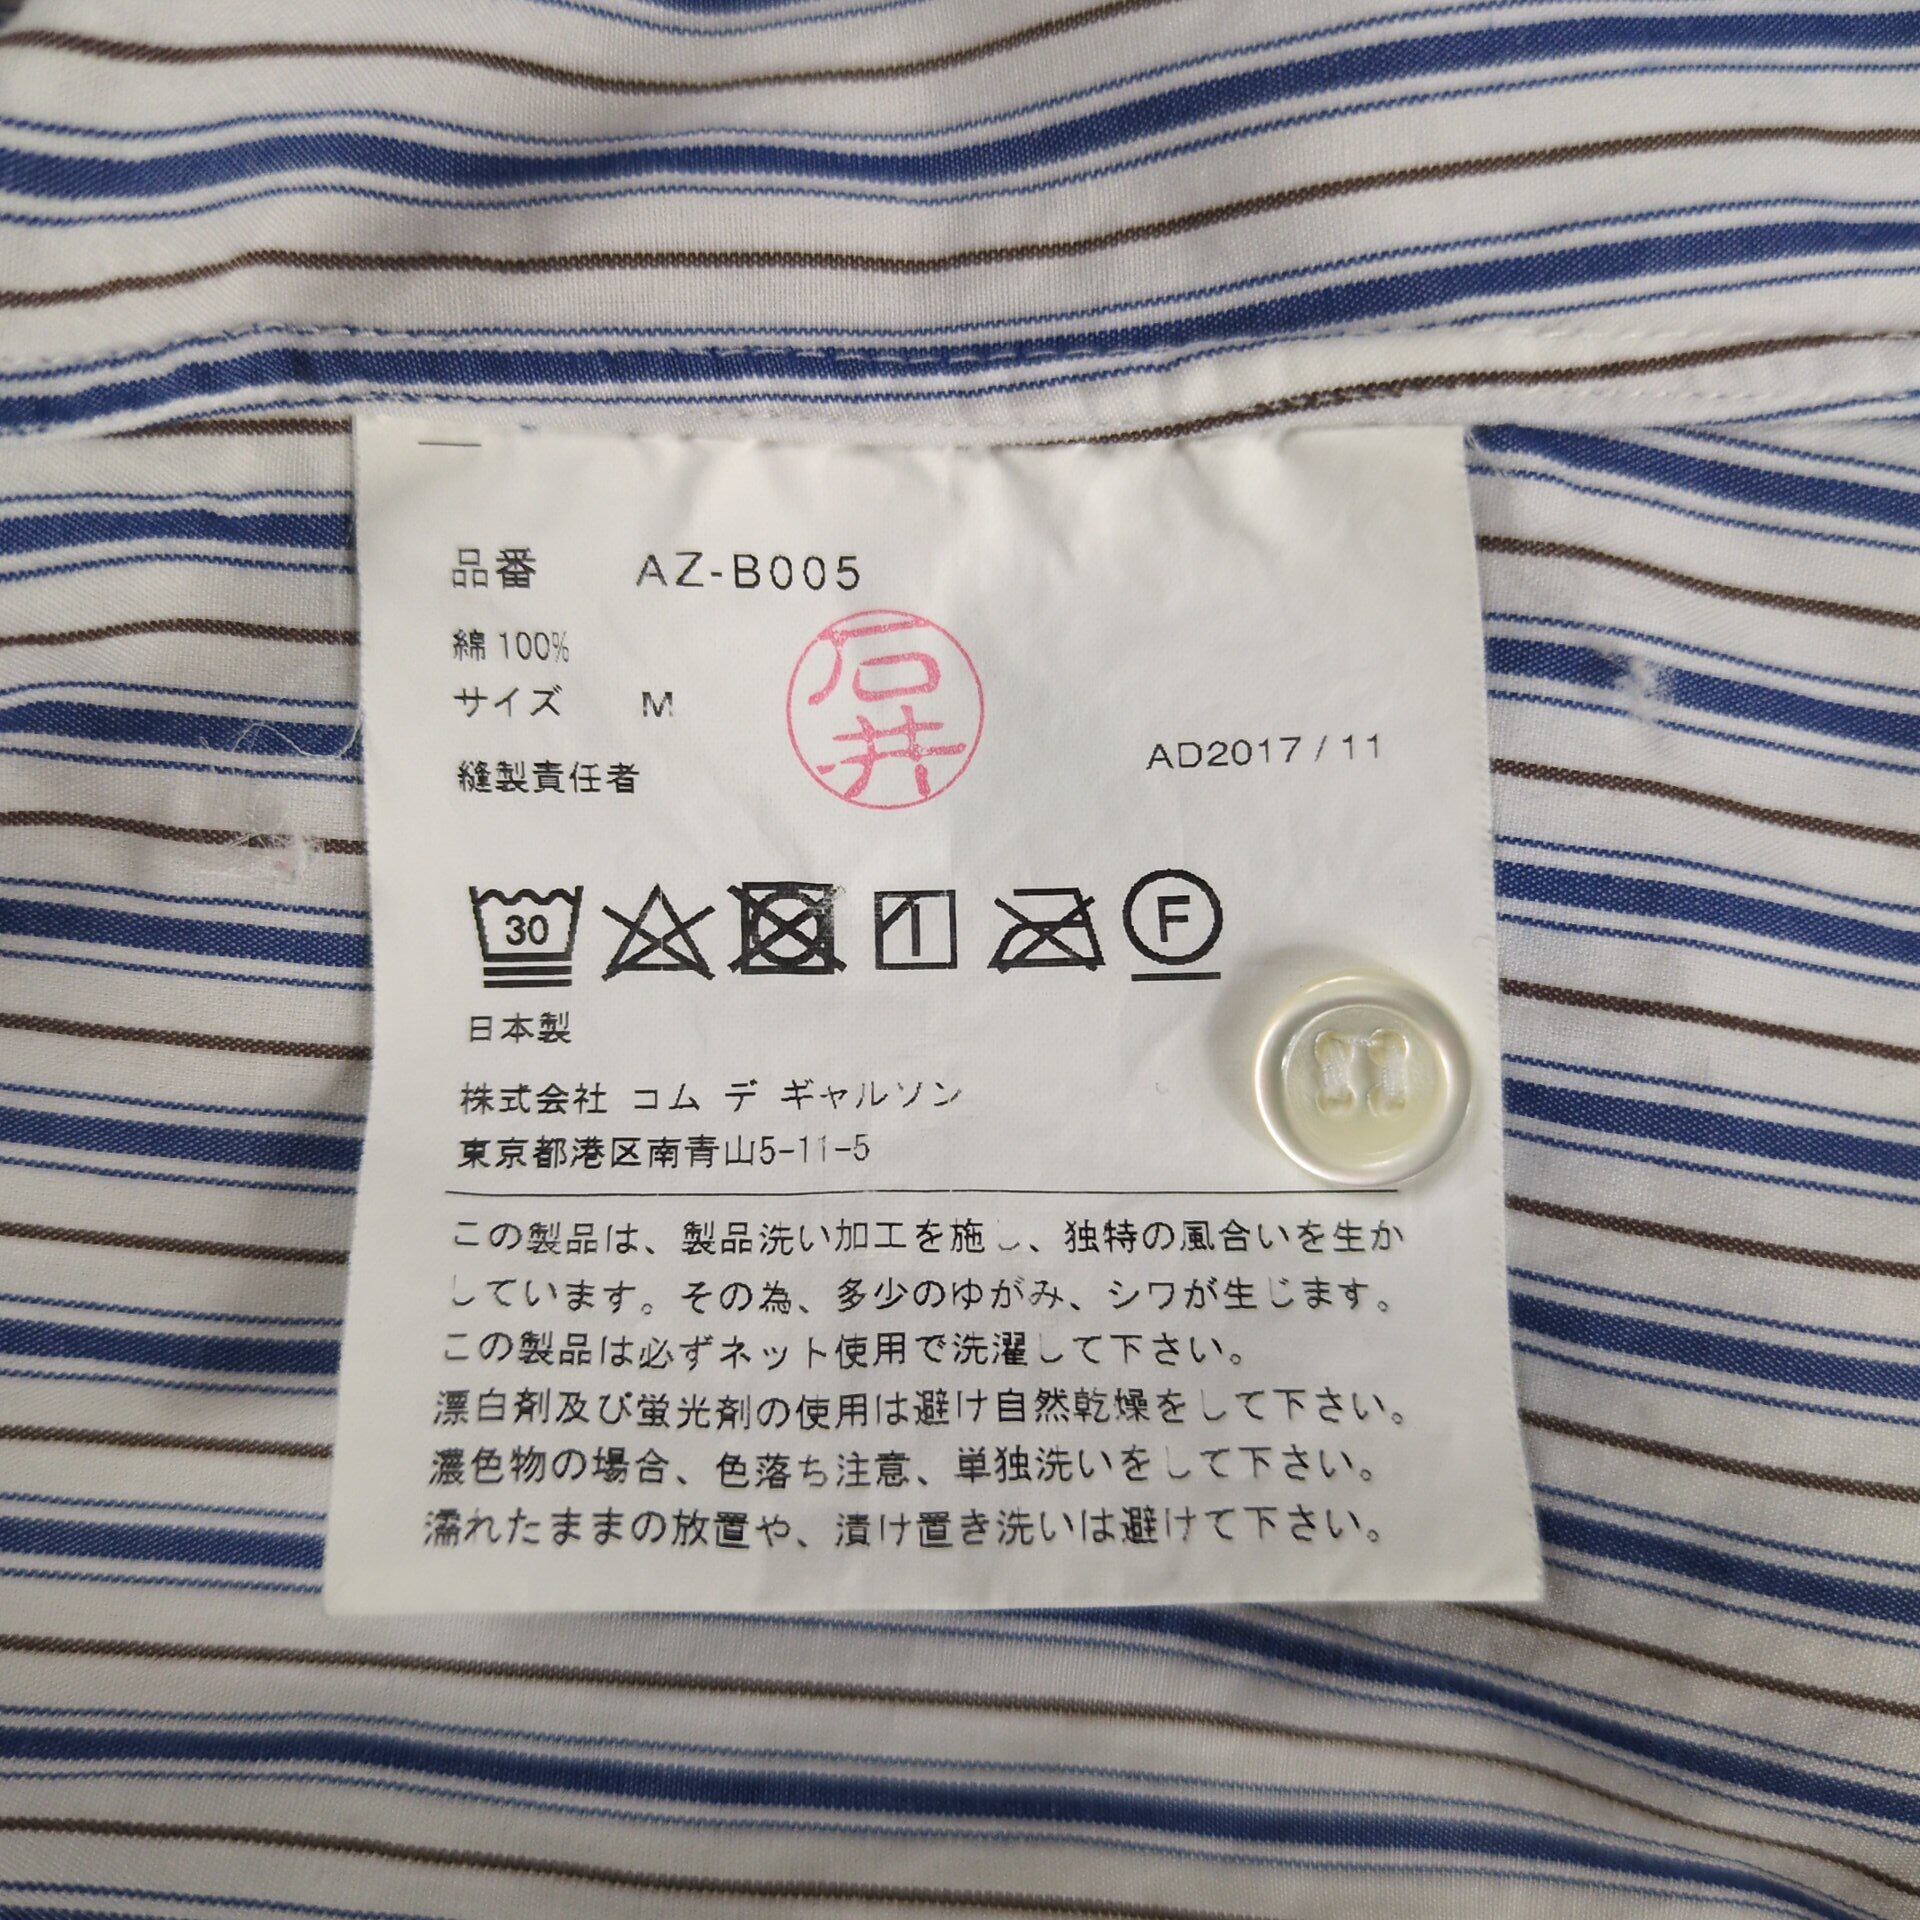 品番 AZ-B005
綿 100%
サイズ M
石井
縫製責任者
AD2017 / 11
30
F
日本製
株式会社 コム デ ギャルソン
東京都港区南青山5-11-5
この製品は、製品洗い加工を施し、独特の風合いを生か
しています。その為、多少のゆがみ、シワが生じます。
この製品は必ずネット使用で洗濯して下さい。
漂白剤及び蛍光剤の使用は避け自然乾燥をして下さい。
濃色物の場合、色落ち注意、単独洗いをして下さい。
濡れたままの放置や、漬け置き洗いは避けて下さい。